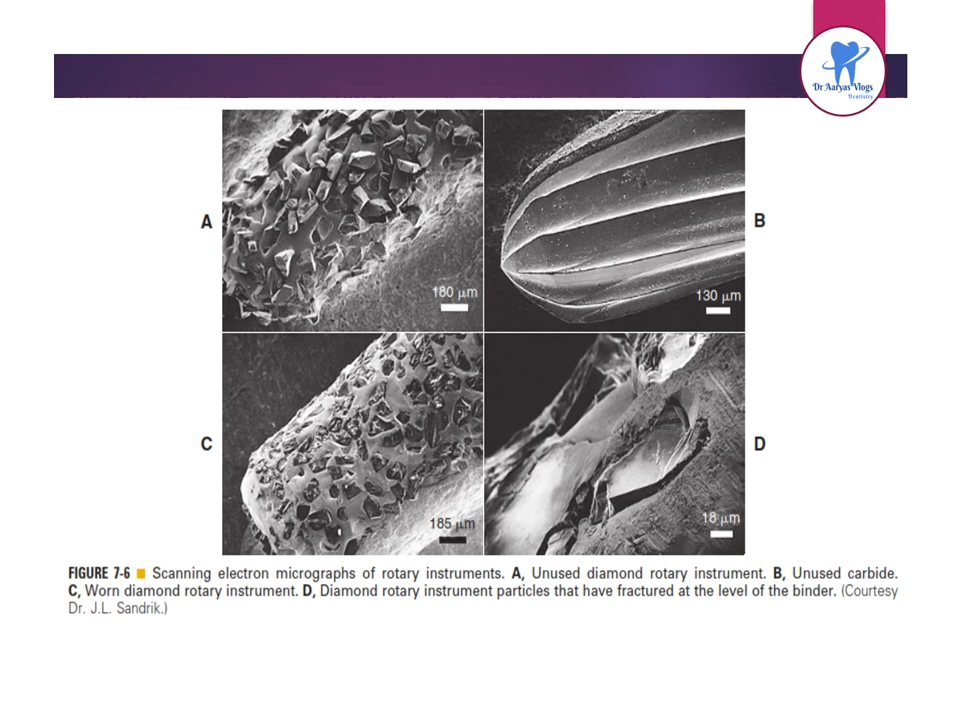 Dr Aaryas Vlogs
Dentistry
A
B
180 µm
130 µm
C
D
185 µm
18 µm
FIGURE 7-6 ■ Scanning electron micrographs of rotary instruments. A, Unused diamond rotary instrument. B, Unused carbide.
C, Worn diamond rotary instrument. D, Diamond rotary instrument particles that have fractured at the level of the binder. (Courtesy
Dr. J.L. Sandrik.)